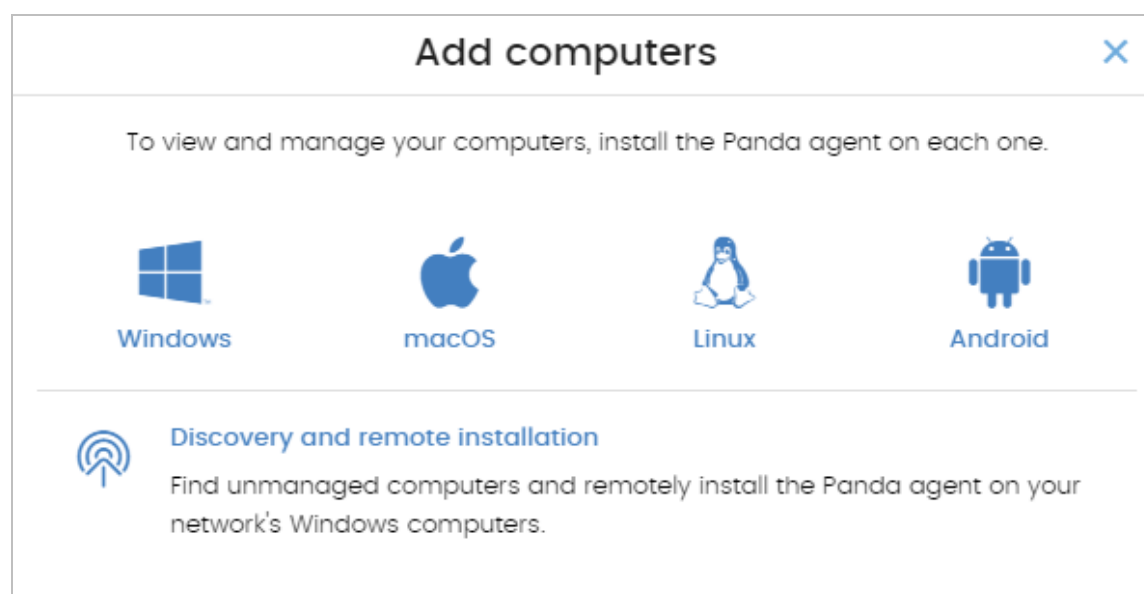 Add computers
To view and manage your computers, install the Panda agent on each one.
Windows
macOS
Linux
Android
Discovery and remote installation
Find unmanaged computers and remotely install the Panda agent on your
network's Windows computers.